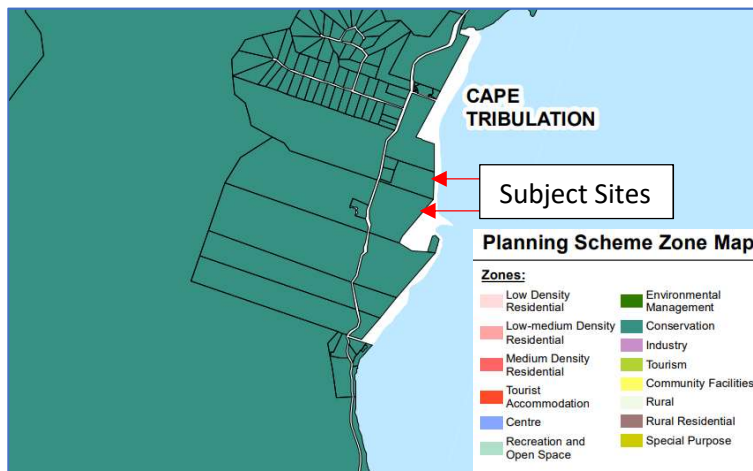 CAPE
TRIBULATION
Subject Sites
Planning Scheme Zone Map
Zones:
Low Density
Residential
Low-medium Density
Residential
Medium Density
Residential
Tourist
Accommodation
Centre
Recreation and
Open Space
Environmental
Management
Conservation
Industry
Tourism
Community Facilities
Rural
Rural Residential
Special Purpose